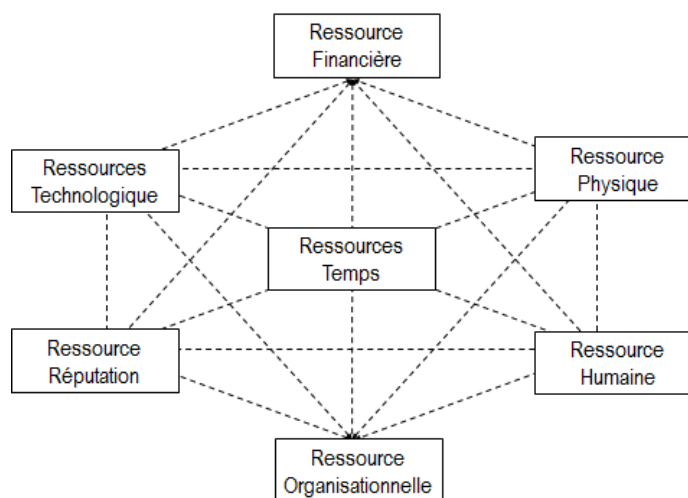 Ressource
Financière
Ressources
Technologique
Ressource
Physique
Ressources
Temps
Ressource
Réputation
Ressource
Humaine
Ressource
Organisationnelle